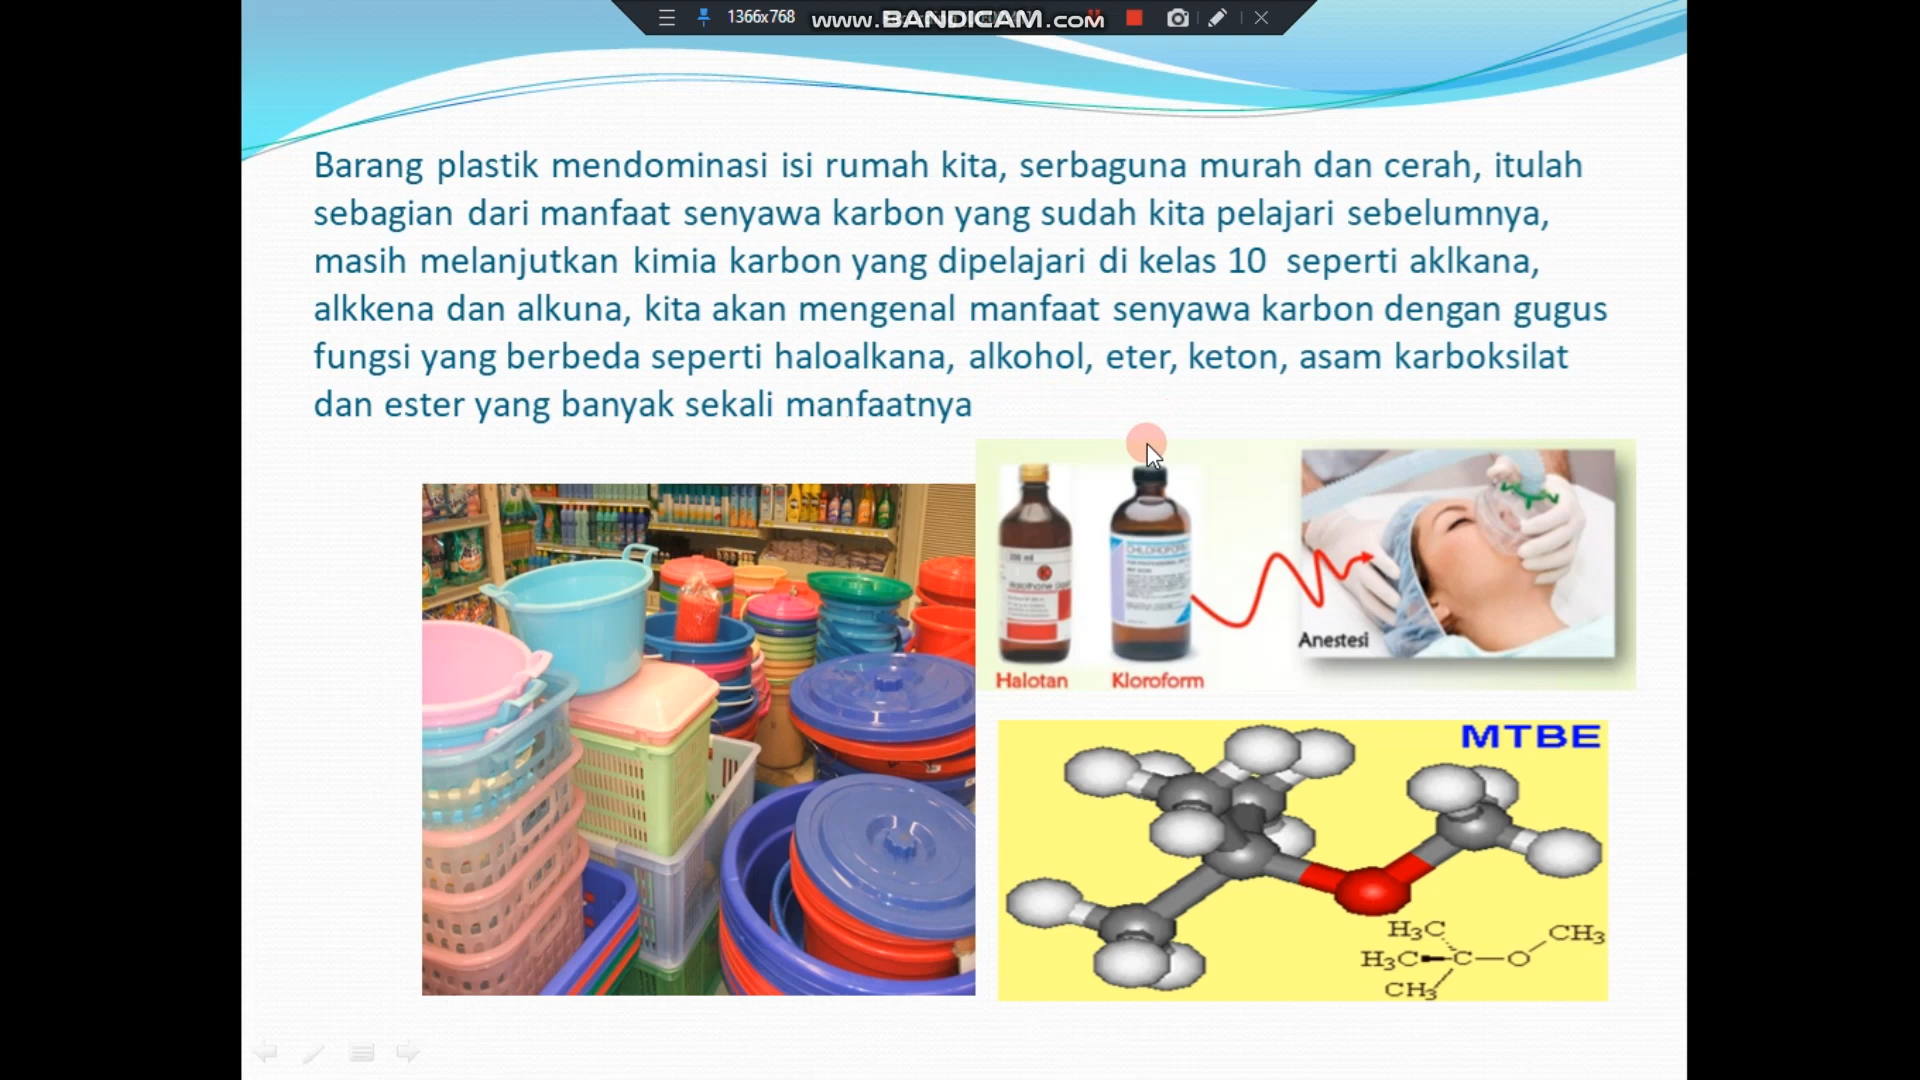 1366x768
www.BANDICAM.com
Barang plastik mendominasi isi rumah kita, serbaguna murah dan cerah, itulah
sebagian dari manfaat senyawa karbon yang sudah kita pelajari sebelumnya,
masih melanjutkan kimia karbon yang dipelajari di kelas 10 seperti aklkana,
alkkena dan alkuna, kita akan mengenal manfaat senyawa karbon dengan gugus
fungsi yang berbeda seperti haloalkana, alkohol, eter, keton, asam karboksilat
dan ester yang banyak sekali manfaatnya
CHLOROFORM
Anestesi
Halotan
Kloroform
MTBE
H3C
CH3
H3C C O
CH3